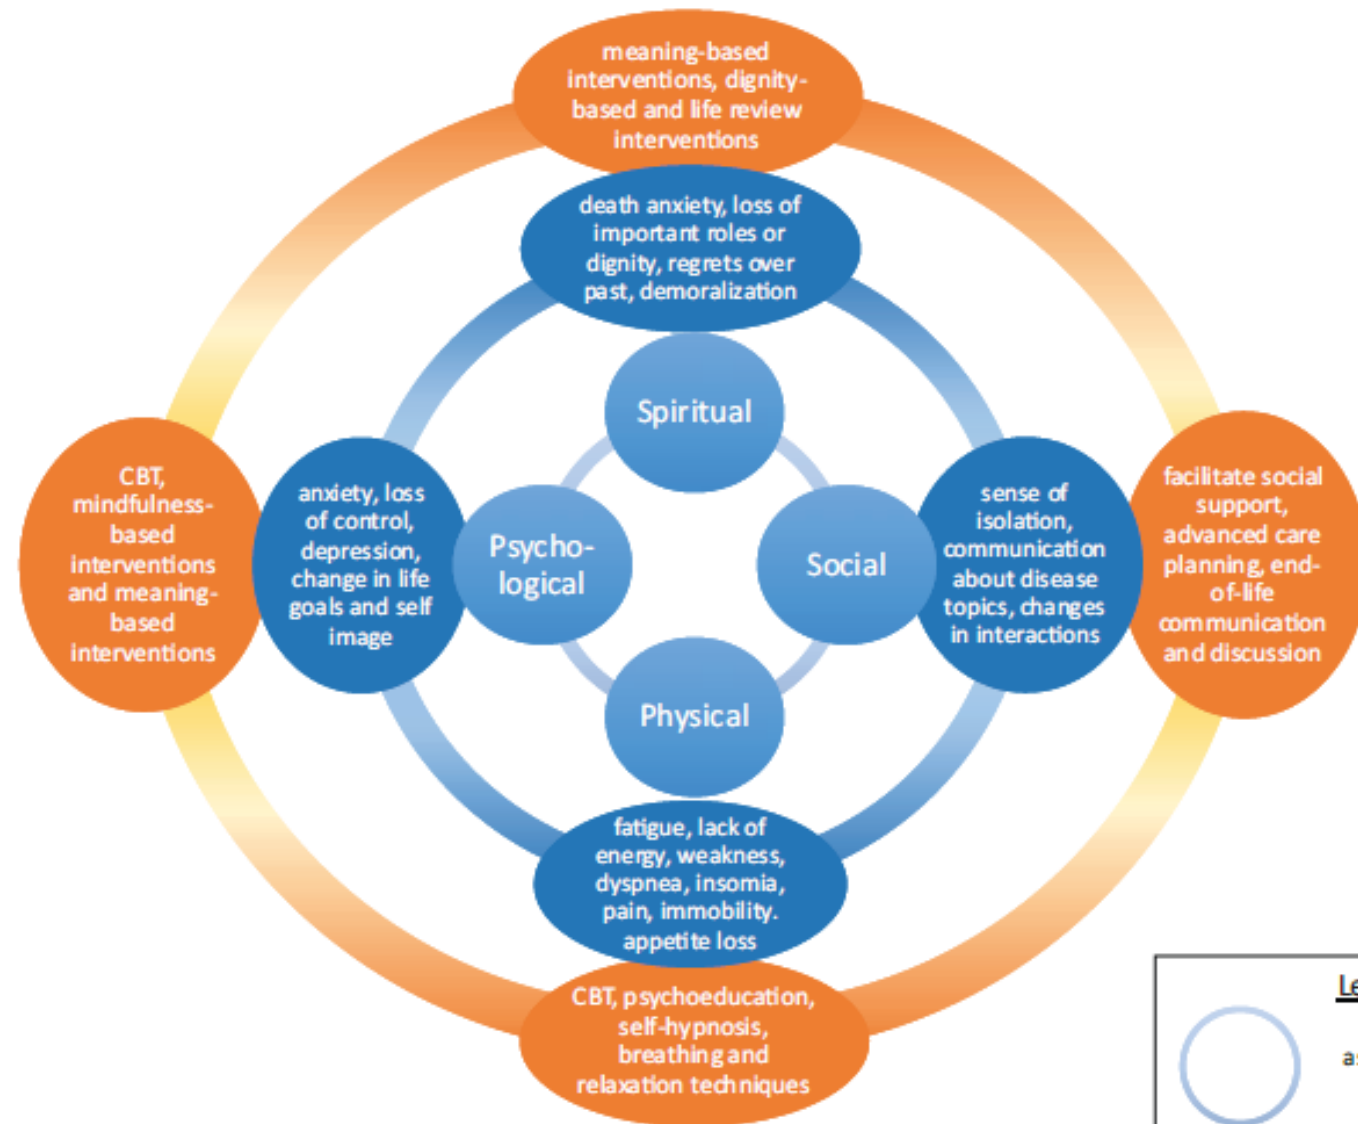 meaning-based
interventions, dignity-
based and life review
interventions
death anxiety, loss of
important roles or
dignity, regrets over
past, demoralization
Spiritual
CBT,
mindfulness-
based
interventions
and meaning-
based
interventions
anxiety, loss
of control,
depression,
change in life
goals and self
image
Psycho-
logical
Social
sense of
isolation,
communication
about disease
topics, changes
in interactions
facilitate social
support,
advanced care
planning, end-
of-life
communication
and discussion
Physical
fatigue, lack of
energy, weakness,
dyspnea, insomia,
pain, immobility.
appetite loss
CBT, psychoeducation,
self-hypnosis,
breathing and
relaxation techniques